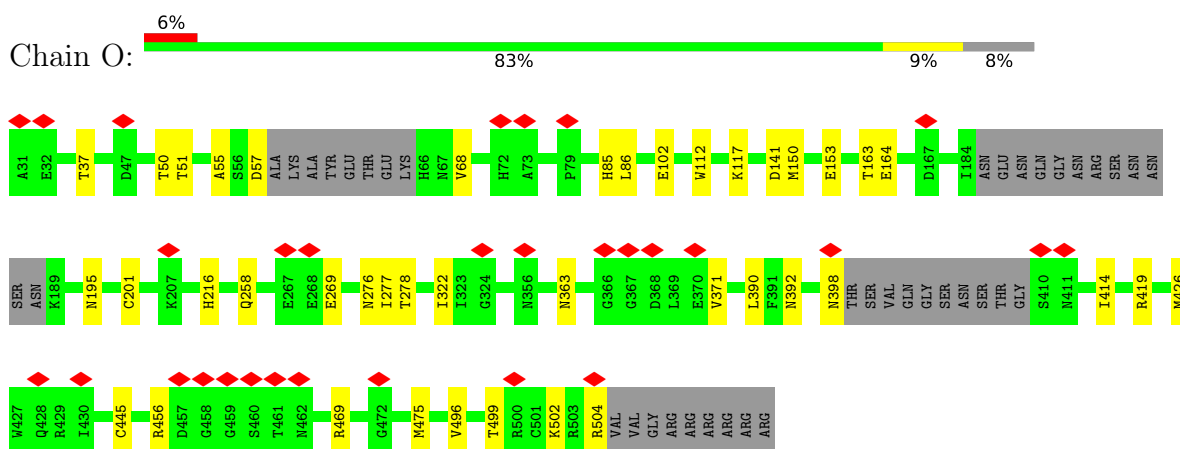 6%
Chain O:
83% 9% 8%
A31 E32 T37 D47 T50 T51 A55 S56 D57 ALA LYS ALA TYR GLU THR GLU LYS H66 N67 V68 H72 A73 P79 H85 L86 E102 W112 K117 D141 M150 E153 T163 E164 D167 I184 ASN GLU ASN GLN GLY ASN ARG SER ASN ASN
SER ASN K189 N195 C201 K207 H216 Q258 E267 E268 E269 N276 I277 T278 I322 I323 G324 N356 N363 G366 G367 D368 L369 E370 V371 L390 F391 N392 N398 THR SER VAL GLN GLY SER ASN SER THR GLY S410 N411 I414 R419 M426
W427 Q428 R429 I430 C445 R456 D457 G458 G459 S460 T461 N462 R469 G472 M475 V496 T499 R500 C501 K502 R503 R504 VAL VAL GLY ARG ARG ARG ARG ARG ARG